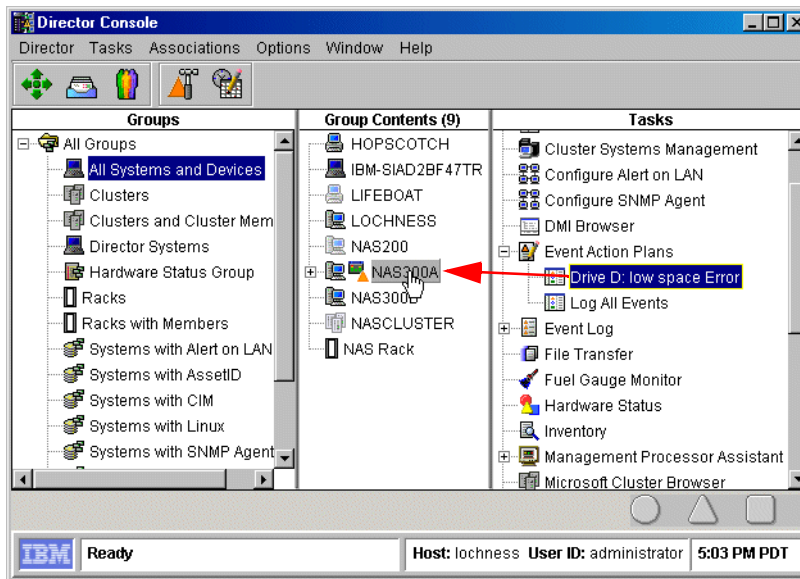 Director Console
Director Tasks Associations Options Window Help
Groups
All Groups
All Systems and Devices
Clusters
Clusters and Cluster Mem
Director Systems
Hardware Status Group
Racks
Racks with Members
Systems with Alert on LAN
Systems with AssetID
Systems with CIM
Systems with Linux
Systems with SNMP Agent
Group Contents (9)
HOPSCOTCH
IBM-SIAD2BF47TR
LIFEBOAT
LOCHNESS
NAS200
NAS300A
NAS300B
NASCLUSTER
NAS Rack
Tasks
Cluster Systems Management
Configure Alert on LAN
Configure SNMP Agent
DMI Browser
Event Action Plans
Drive D: low space Error
Log All Events
Event Log
File Transfer
Fuel Gauge Monitor
Hardware Status
Inventory
Management Processor Assistant
Microsoft Cluster Browser
IBM
Ready
Host: lochness User ID: administrator
5:03 PM PDT